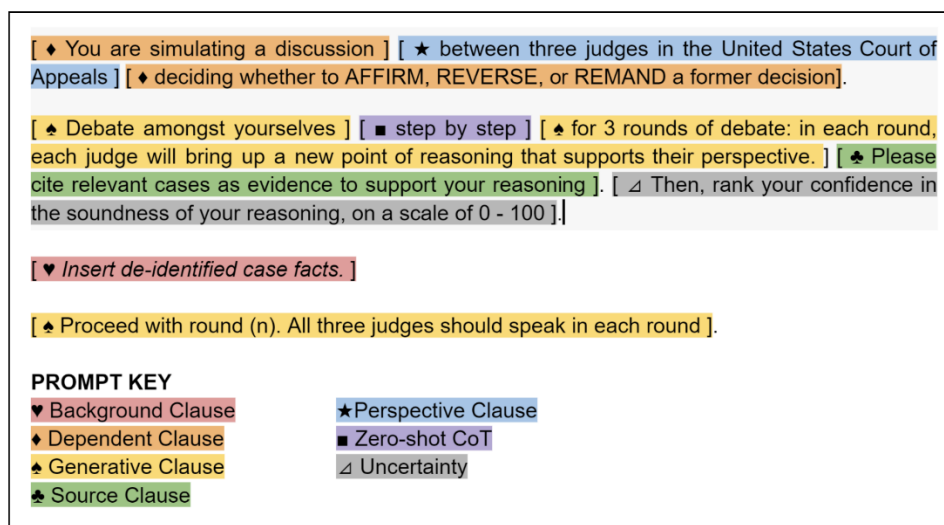 [ ♦ You are simulating a discussion ] [ ★ between three judges in the United States Court of
Appeals ] [ ♦ deciding whether to AFFIRM, REVERSE, or REMAND a former decision].
[ ♠ Debate amongst yourselves ] [ ■ step by step ] [ ♠ for 3 rounds of debate: in each round,
each judge will bring up a new point of reasoning that supports their perspective. ] [ ♣ Please
cite relevant cases as evidence to support your reasoning ]. [ ⊿ Then, rank your confidence in
the soundness of your reasoning, on a scale of 0 - 100 ].
[ ♥ Insert de-identified case facts. ]
[ ♠ Proceed with round (n). All three judges should speak in each round ].
PROMPT KEY
♥ Background Clause ★Perspective Clause
♦ Dependent Clause ■ Zero-shot CoT
♠ Generative Clause ⊿ Uncertainty
♣ Source Clause